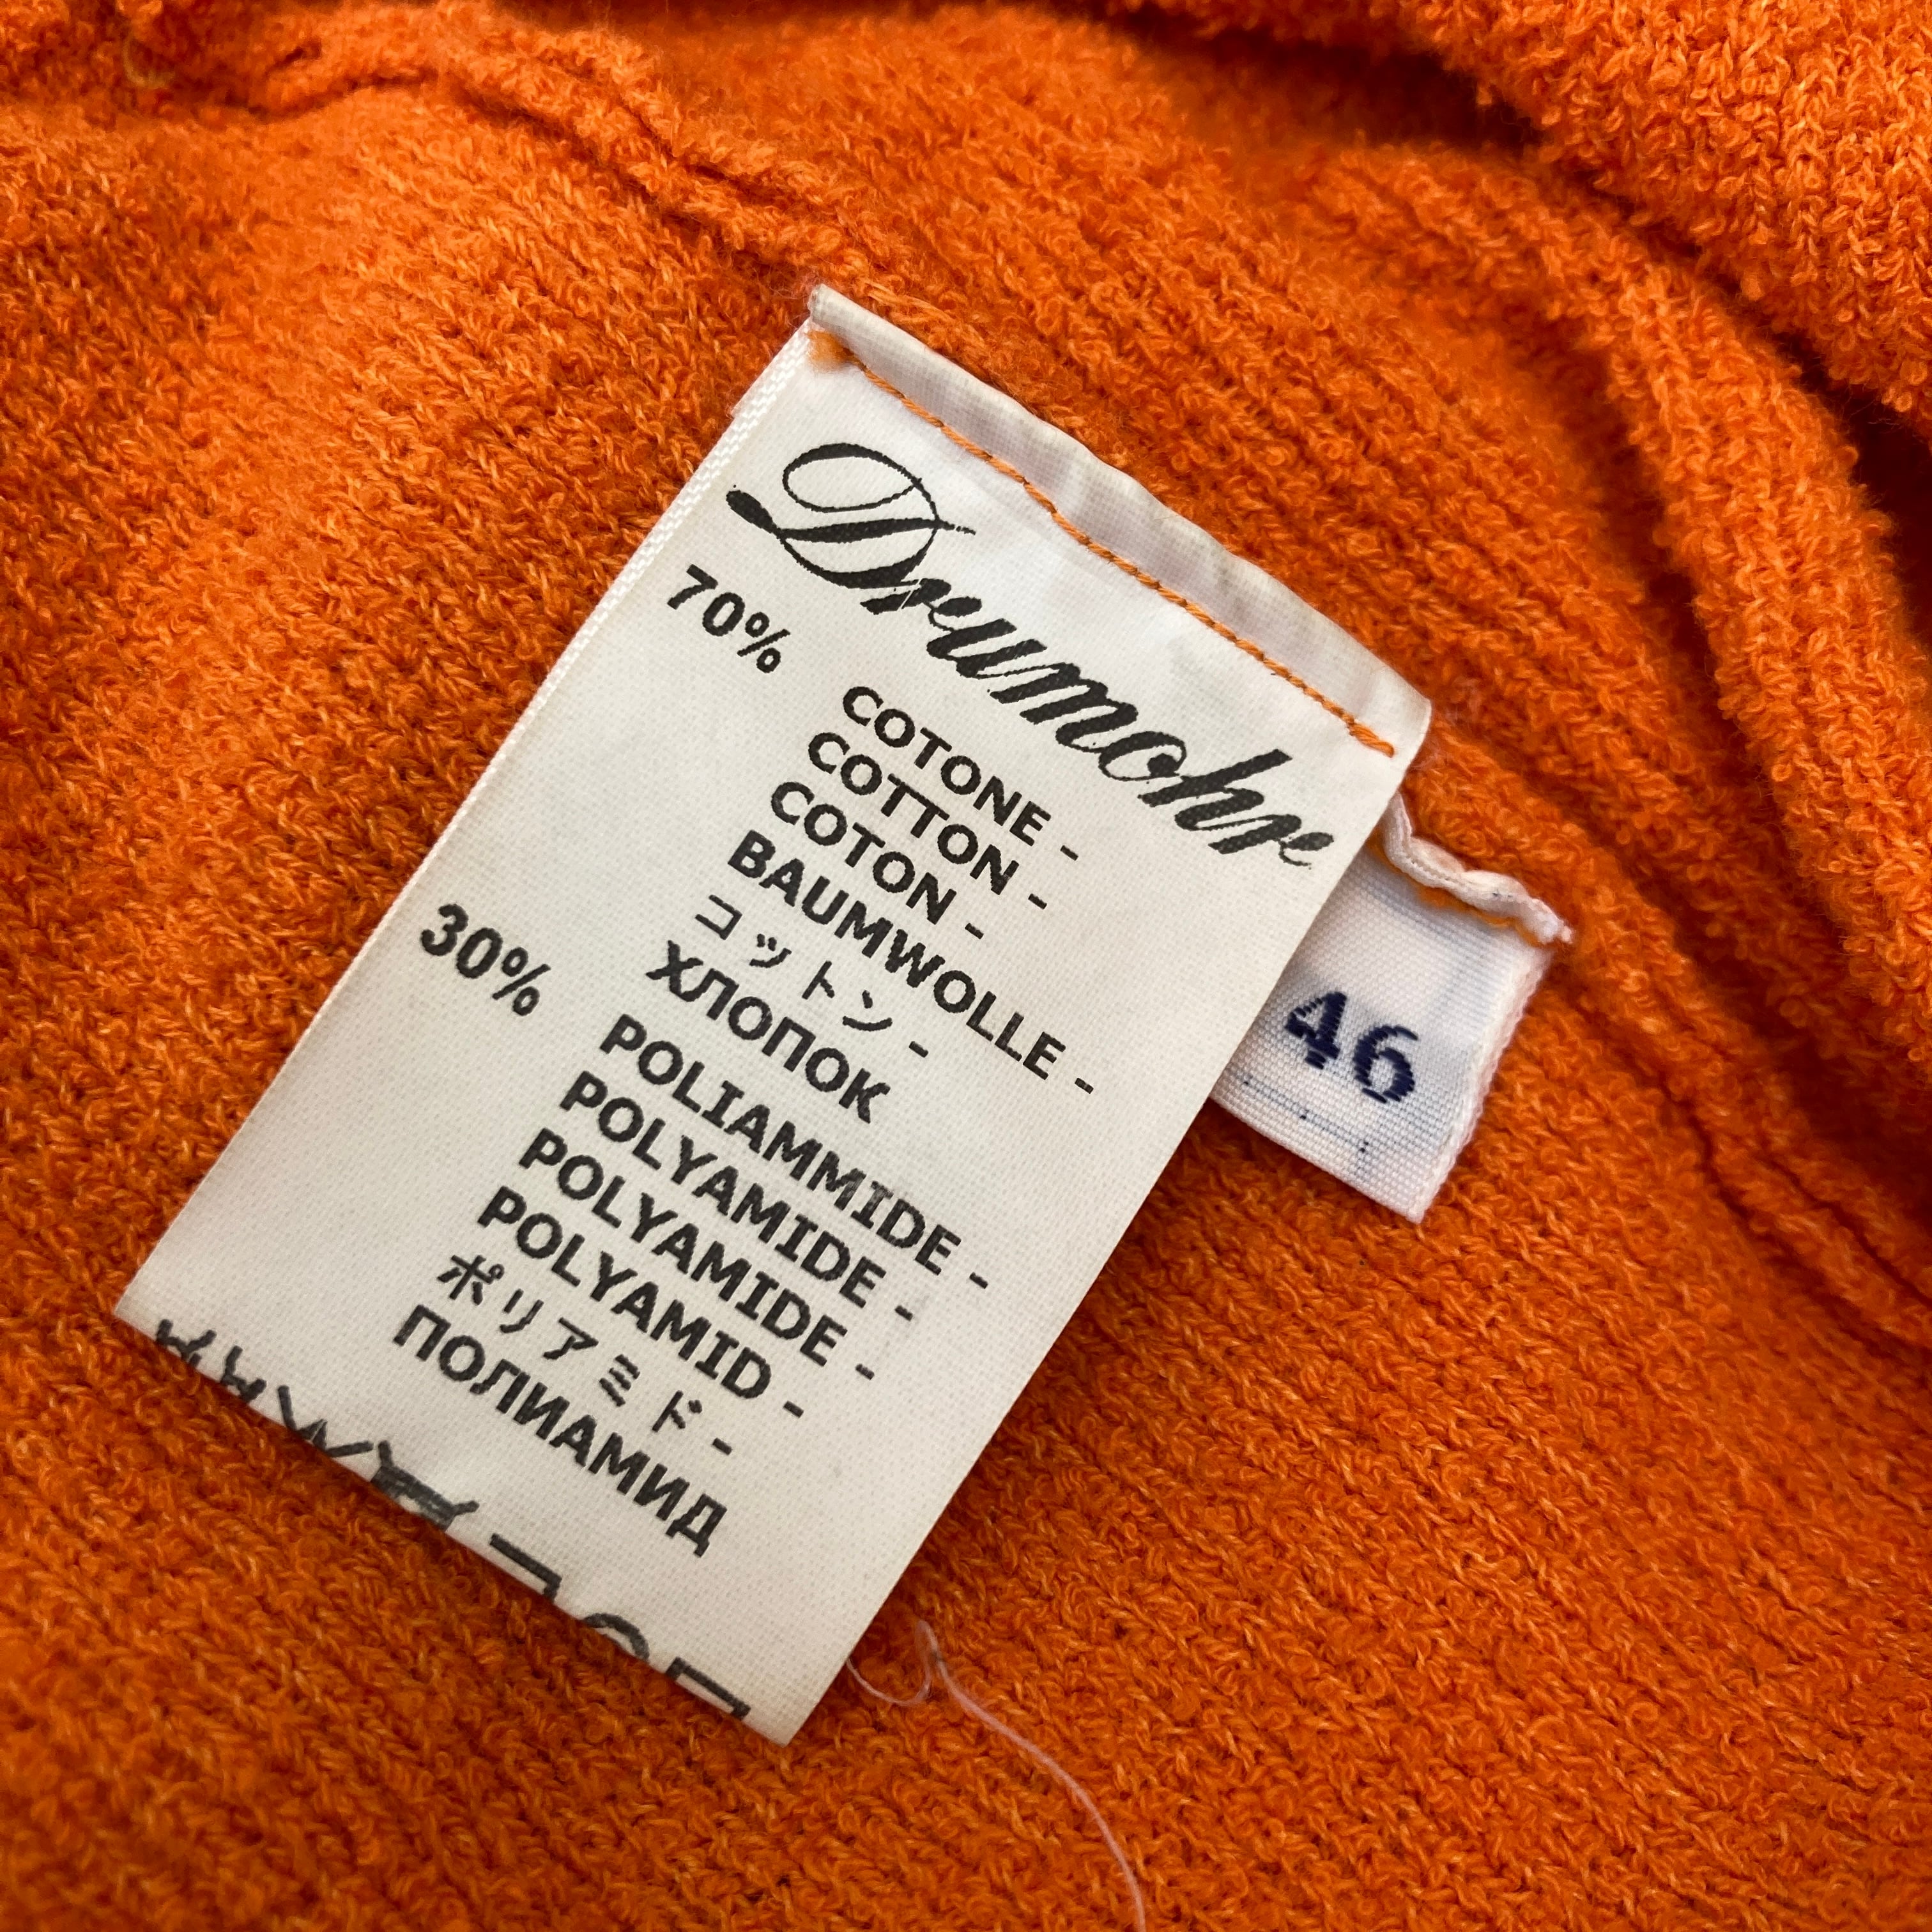 Drumohr
70%
COTONE -
COTTON -
COTON -
BAUMWOLLE -
コットン -
ХЛОПОК
30%
POLIAMMIDE -
POLYAMIDE -
POLYAMIDE -
POLYAMID -
ポリアミド -
ПОЛИАМИД
46